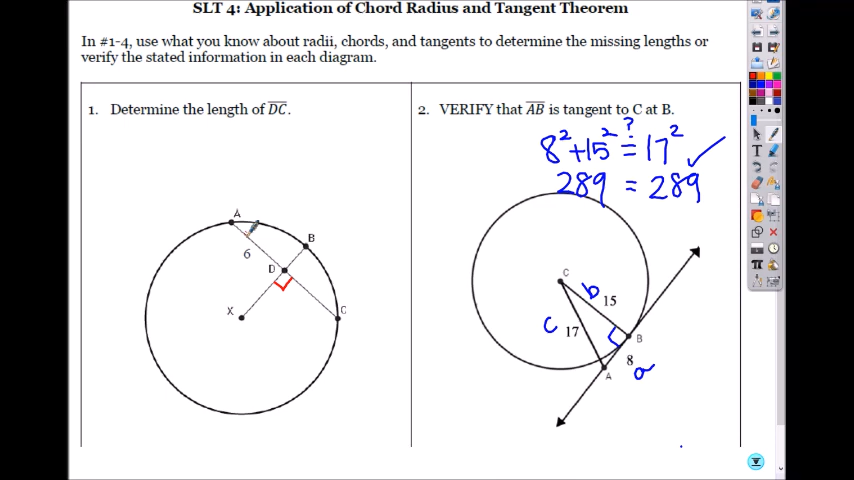 SLT 4: Application of Chord Radius and Tangent Theorem
In #1-4, use what you know about radii, chords, and tangents to determine the missing lengths or
verify the stated information in each diagram.
1. Determine the length of D̅C̅.
A
B
6
D
X
C
2. VERIFY that A̅B̅ is tangent to C at B.
8² + 15² ≟ 17² ✓
289 = 289
C
b 15
c 17
B
8
a
A